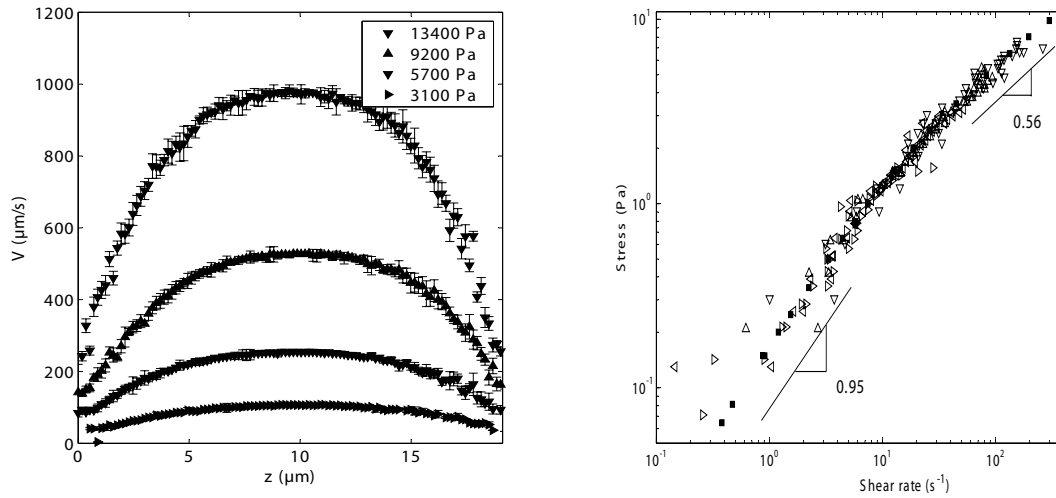 13400 Pa
9200 Pa
5700 Pa
3100 Pa
1000
800
600
400
200
0
V (µm/s)
0
5
10
15
z (µm)
10¹
10⁰
10⁻¹
Stress (Pa)
0.56
0.95
10⁻¹
10⁰
10¹
10²
Shear rate (s⁻¹)